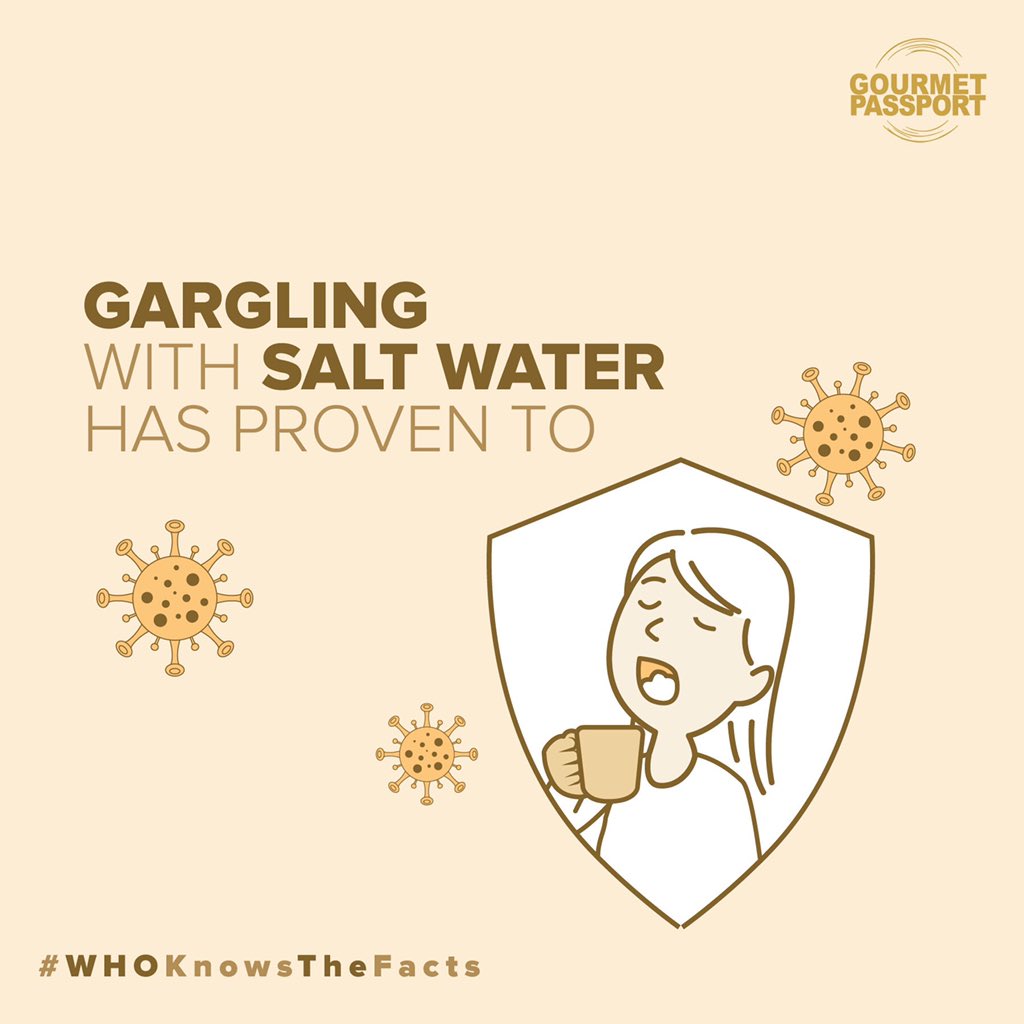 GOURMET
PASSPORT
GARGLING
WITH SALT WATER
HAS PROVEN TO
#WHOKnowsTheFacts